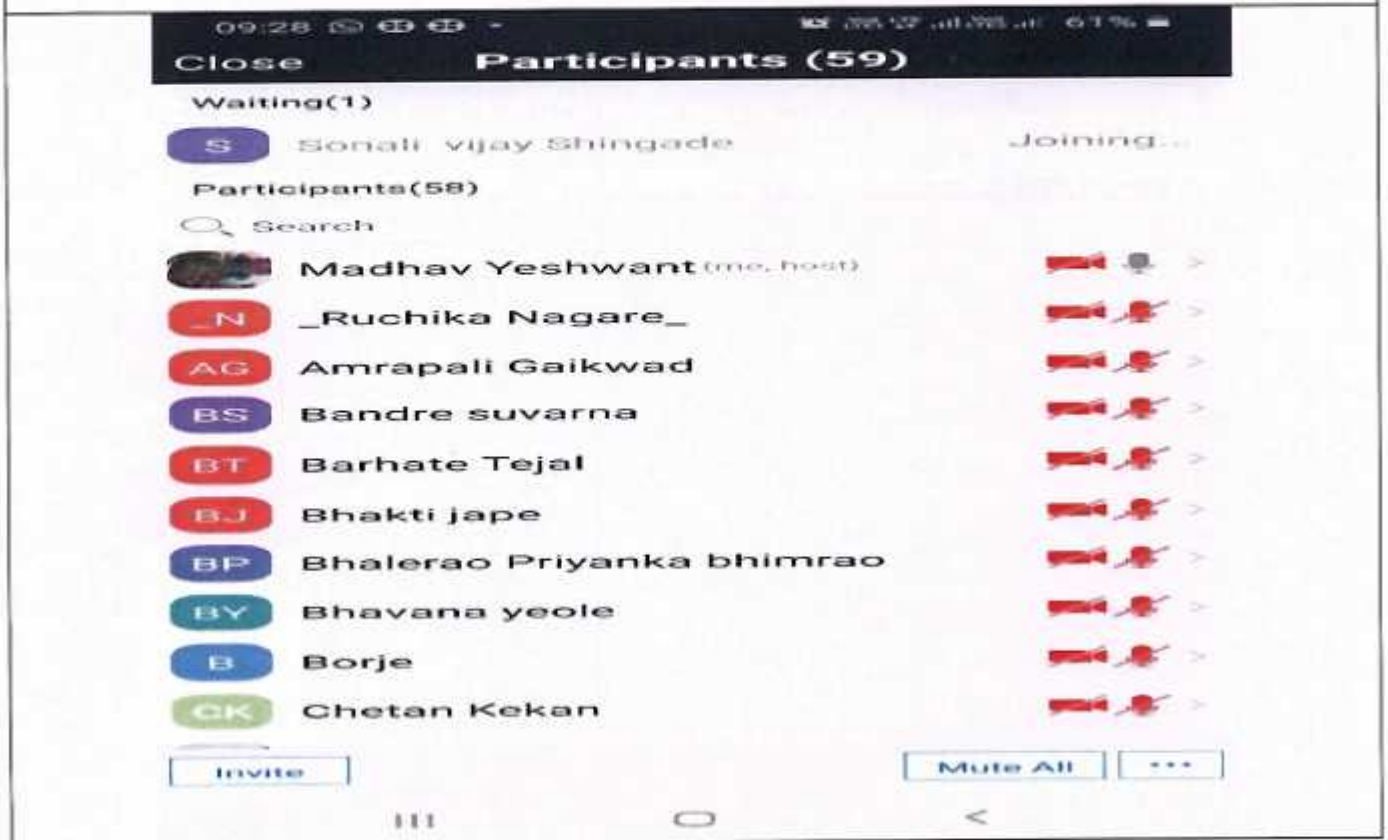 09:28 61%
Close Participants (59)
Waiting(1)
S Sonali vijay Shingade Joining...
Participants(58)
Search
Madhav Yeshwant (me, host)
_N _Ruchika Nagare_
AG Amrapali Gaikwad
BS Bandre suvarna
BT Barhate Tejal
BJ Bhakti jape
BP Bhalerao Priyanka bhimrao
BY Bhavana yeole
B Borje
CK Chetan Kekan
Invite Mute All ...